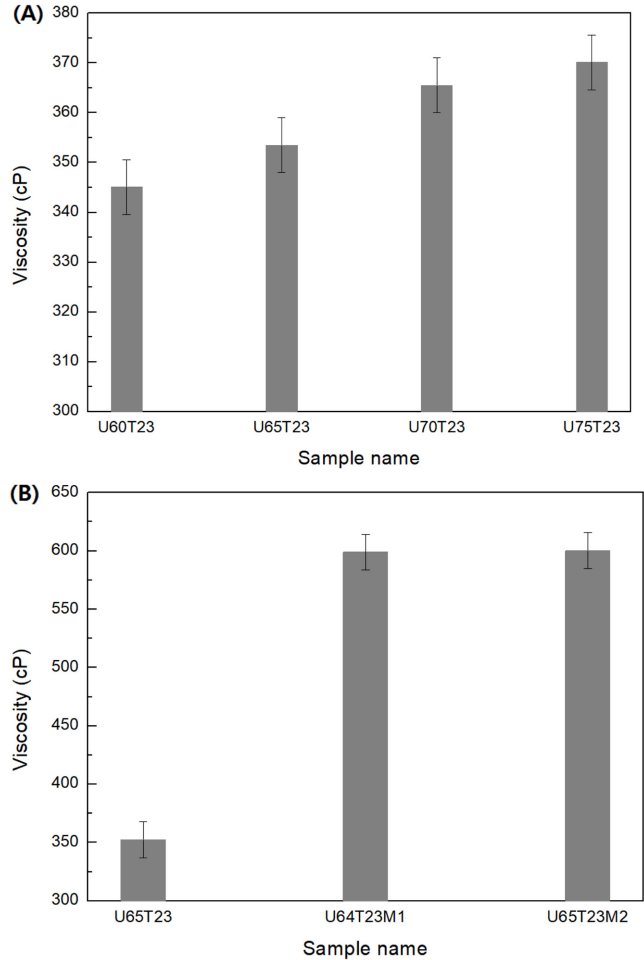 (A)
380
370
360
350
340
330
320
310
300
Viscosity (cP)
U60T23 U65T23 U70T23 U75T23
Sample name
(B)
650
600
550
500
450
400
350
300
Viscosity (cP)
U65T23 U64T23M1 U65T23M2
Sample name